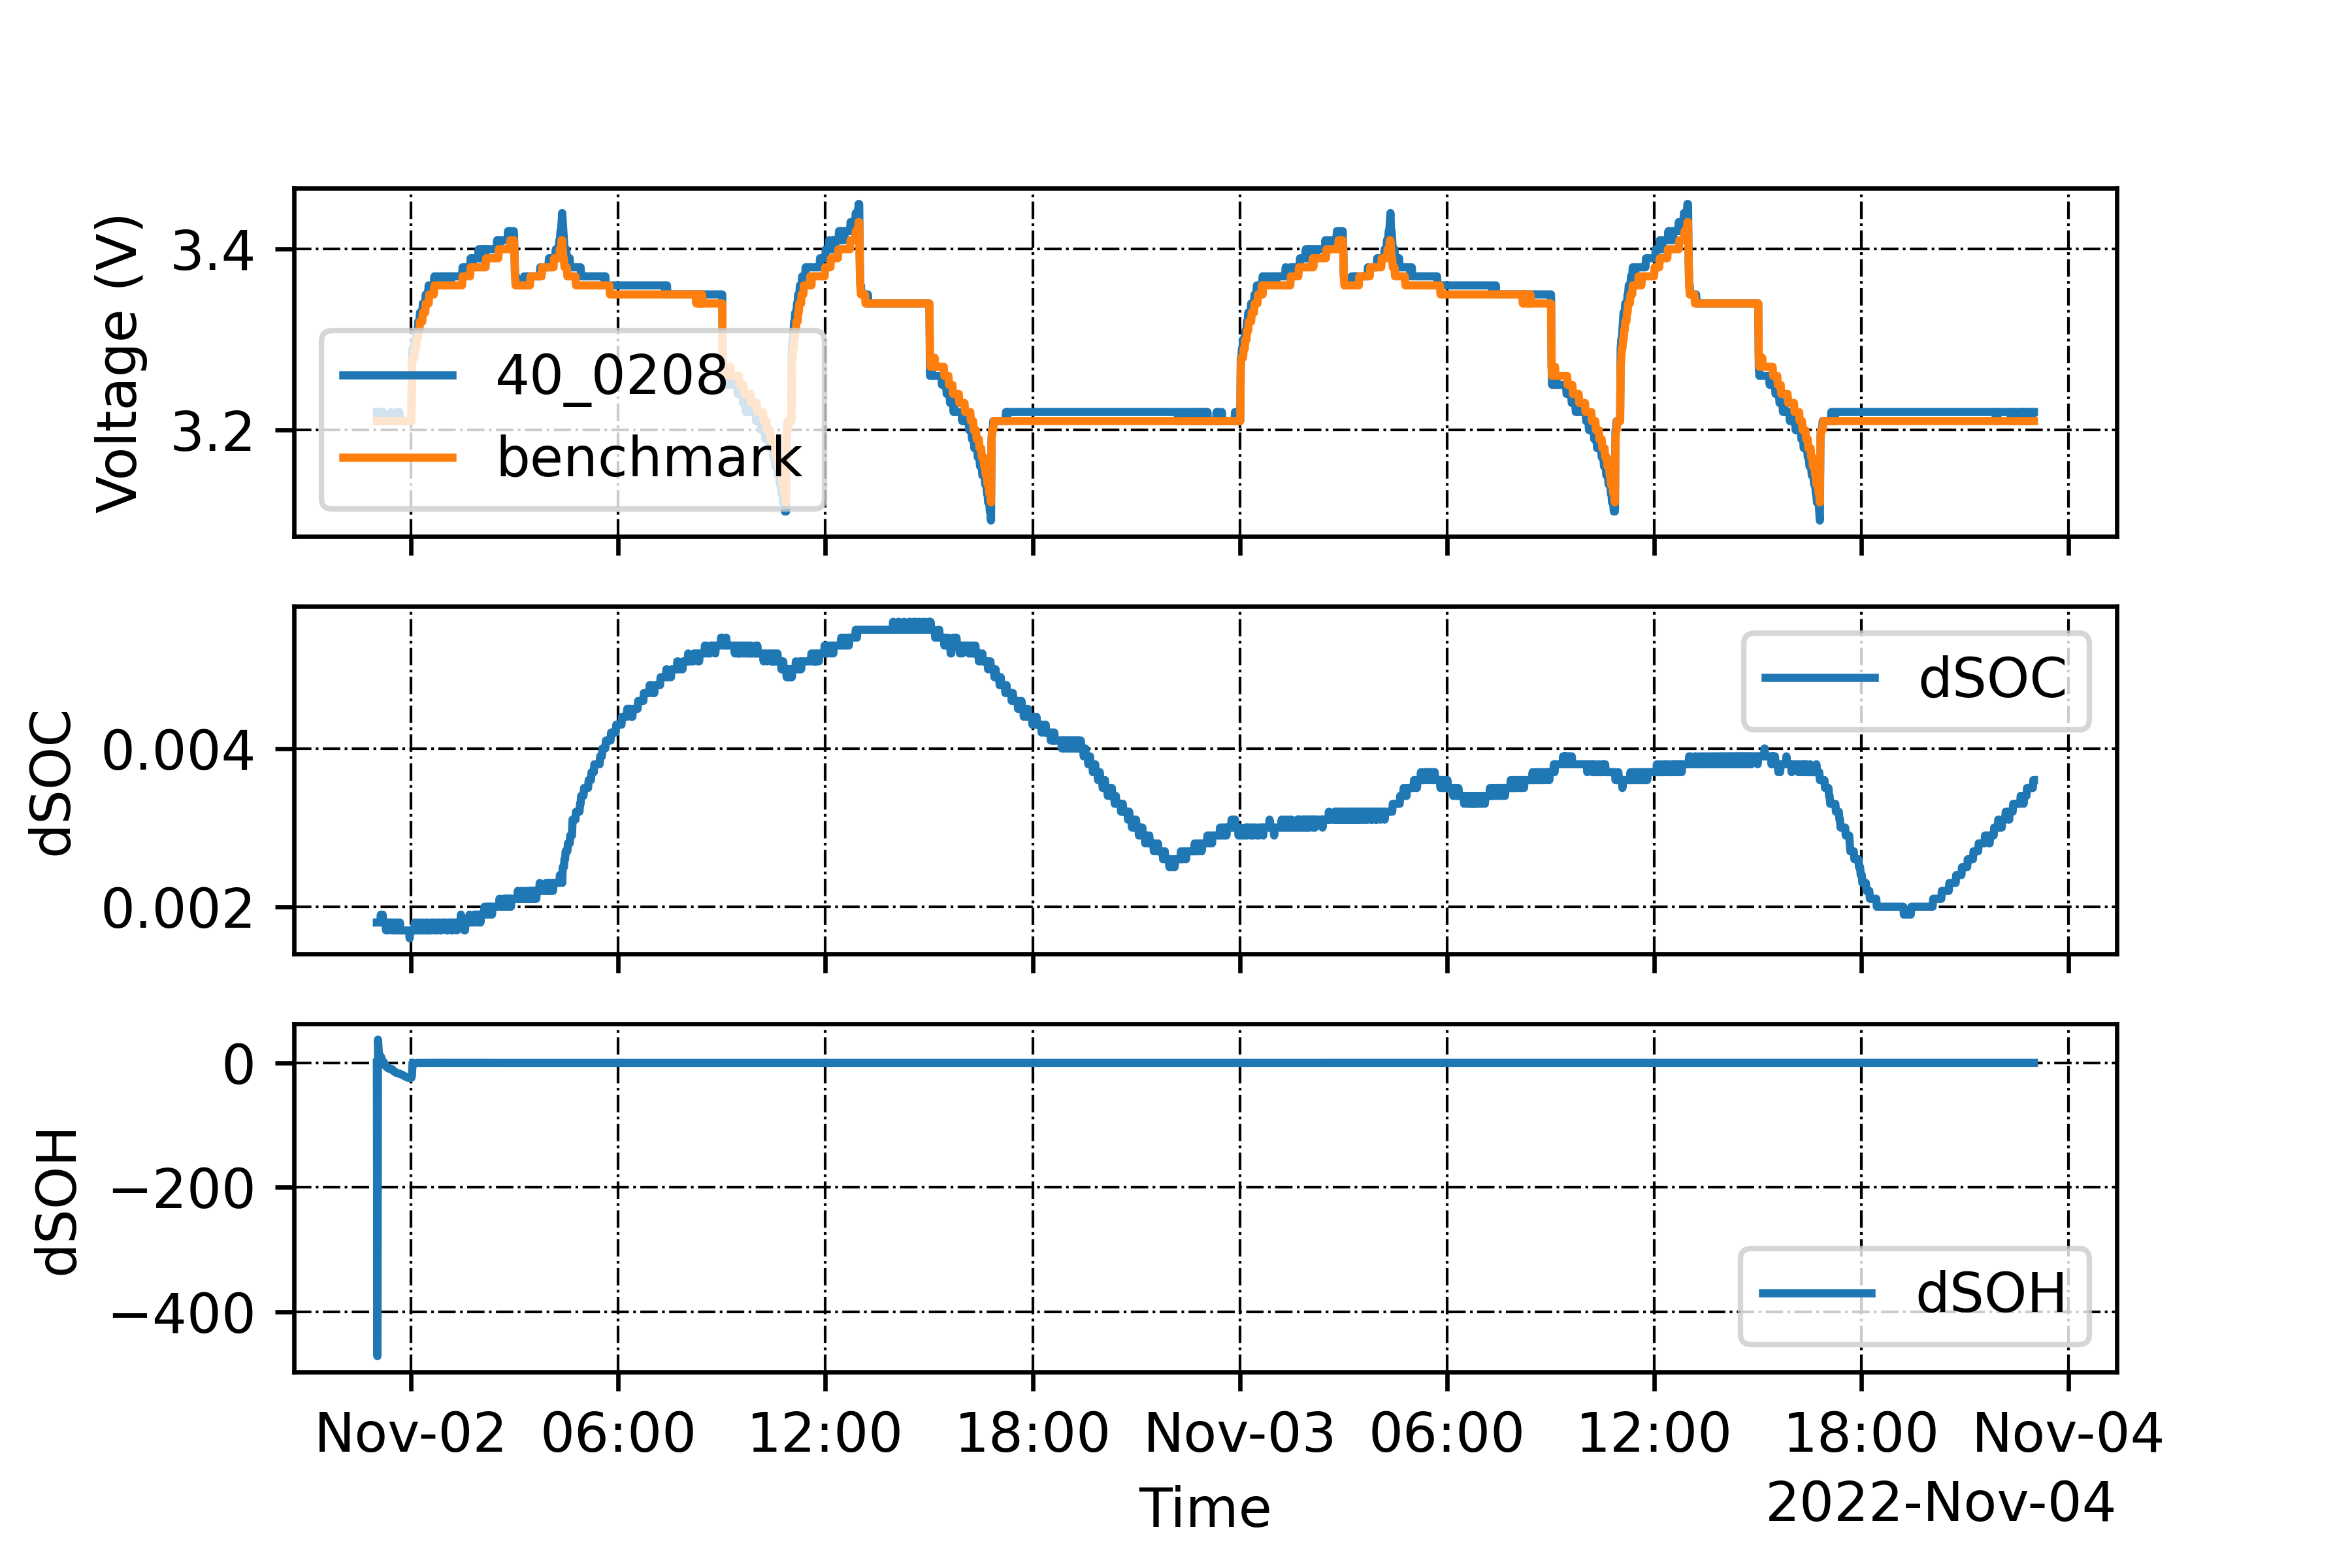 Voltage (V)
3.4
3.2
40_0208
benchmark
dSOC
0.004
0.002
dSOC
dSOH
0
−200
−400
dSOH
Nov-02 06:00 12:00 18:00 Nov-03 06:00 12:00 18:00 Nov-04
Time
2022-Nov-04